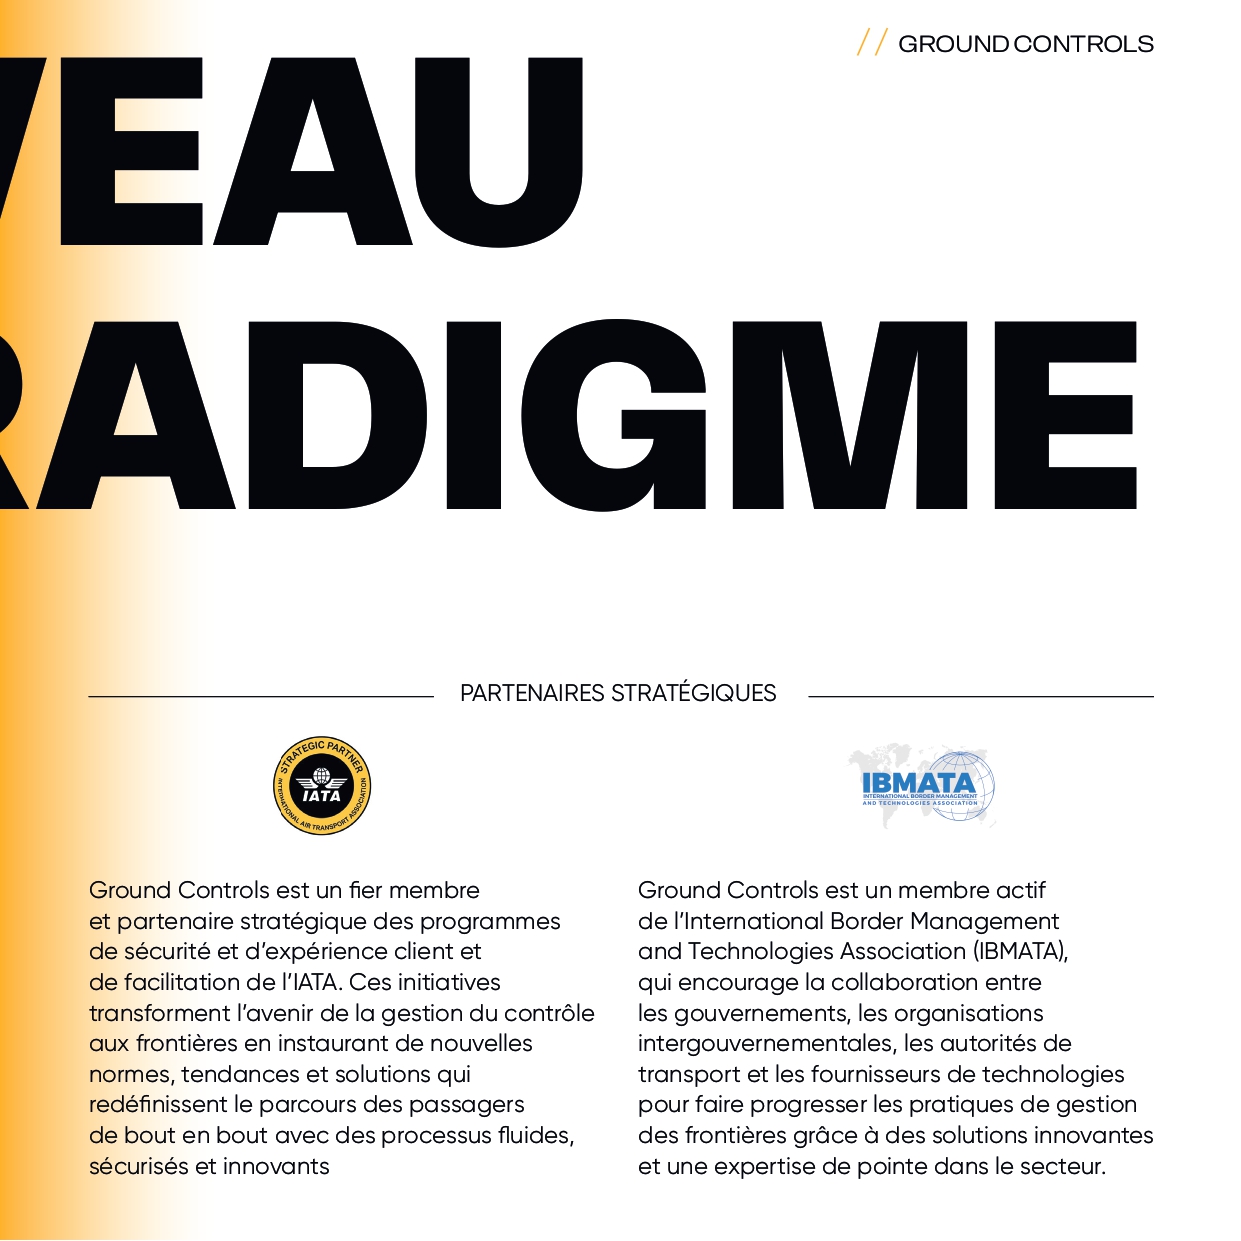 // GROUND CONTROLS
VEAU
RADIGME
PARTENAIRES STRATÉGIQUES
STRATEGIC PARTNER
IATA
INTERNATIONAL AIR TRANSPORT ASSOCIATION
IBMATA
INTERNATIONAL BORDER MANAGEMENT
AND TECHNOLOGIES ASSOCIATION
Ground Controls est un fier membre
et partenaire stratégique des programmes
de sécurité et d’expérience client et
de facilitation de l’IATA. Ces initiatives
transforment l’avenir de la gestion du contrôle
aux frontières en instaurant de nouvelles
normes, tendances et solutions qui
redéfinissent le parcours des passagers
de bout en bout avec des processus fluides,
sécurisés et innovants
Ground Controls est un membre actif
de l’International Border Management
and Technologies Association (IBMATA),
qui encourage la collaboration entre
les gouvernements, les organisations
intergouvernementales, les autorités de
transport et les fournisseurs de technologies
pour faire progresser les pratiques de gestion
des frontières grâce à des solutions innovantes
et une expertise de pointe dans le secteur.